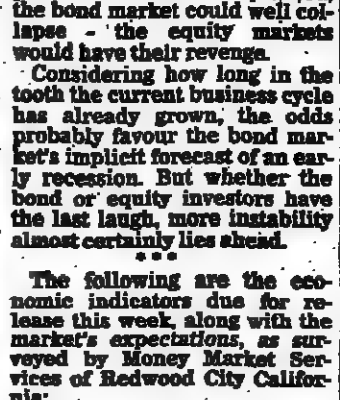 the bond market could well col-
lapse - the equity markets
would have their revenge.
Considering how long in the
tooth the current business cycle
has already grown, the odds
probably favour the bond mar-
ket's implicit forecast of an ear-
ly recession. But whether the
bond or equity investors have
the last laugh, more instability
almost certainly lies ahead.
* * *
The following are the eco-
nomic indicators due for re-
lease this week, along with the
market's expectations, as sur-
veyed by Money Market Ser-
vices of Redwood City Califor-
nia: